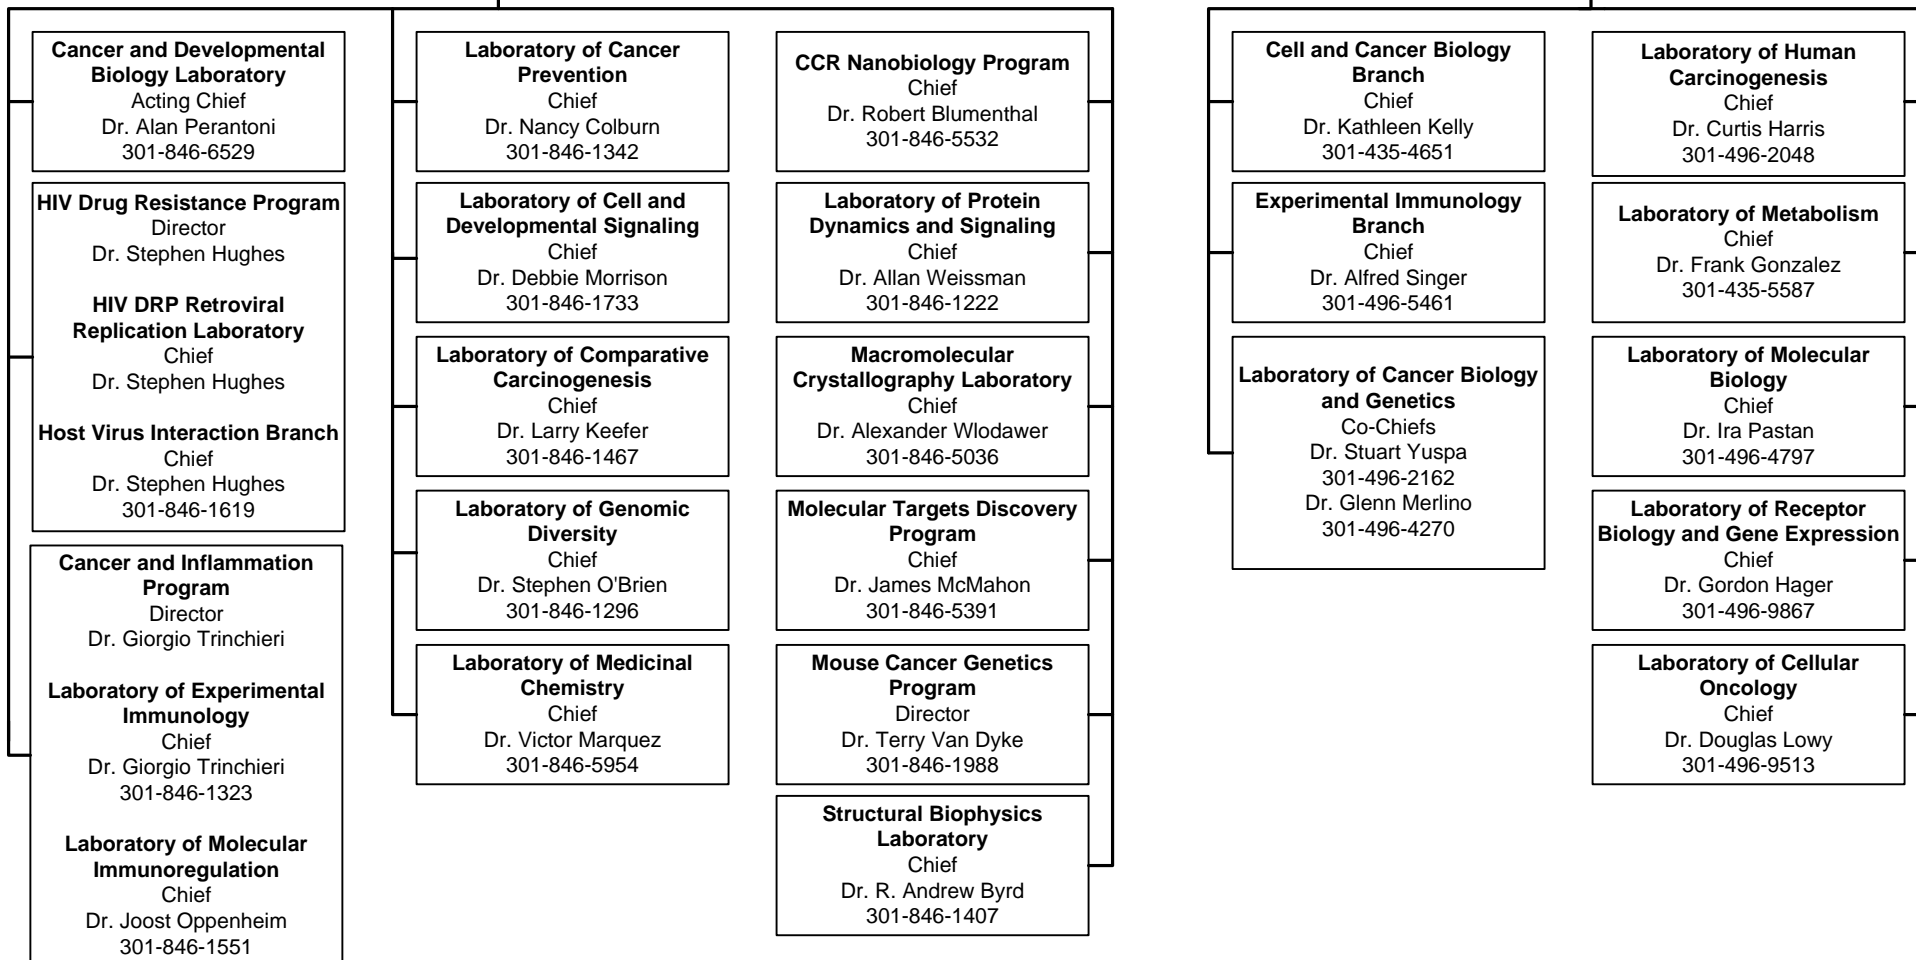 Cancer and Developmental
Biology Laboratory
Acting Chief
Dr. Alan Perantoni
301-846-6529
HIV Drug Resistance Program
Director
Dr. Stephen Hughes
HIV DRP Retroviral
Replication Laboratory
Chief
Dr. Stephen Hughes
Host Virus Interaction Branch
Chief
Dr. Stephen Hughes
301-846-1619
Cancer and Inflammation
Program
Director
Dr. Giorgio Trinchieri
Laboratory of Experimental
Immunology
Chief
Dr. Giorgio Trinchieri
301-846-1323
Laboratory of Molecular
Immunoregulation
Chief
Dr. Joost Oppenheim
301-846-1551
Laboratory of Cancer
Prevention
Chief
Dr. Nancy Colburn
301-846-1342
Laboratory of Cell and
Developmental Signaling
Chief
Dr. Debbie Morrison
301-846-1733
Laboratory of Comparative
Carcinogenesis
Chief
Dr. Larry Keefer
301-846-1467
Laboratory of Genomic
Diversity
Chief
Dr. Stephen O'Brien
301-846-1296
Laboratory of Medicinal
Chemistry
Chief
Dr. Victor Marquez
301-846-5954
CCR Nanobiology Program
Chief
Dr. Robert Blumenthal
301-846-5532
Laboratory of Protein
Dynamics and Signaling
Chief
Dr. Allan Weissman
301-846-1222
Macromolecular
Crystallography Laboratory
Chief
Dr. Alexander Wlodawer
301-846-5036
Molecular Targets Discovery
Program
Chief
Dr. James McMahon
301-846-5391
Mouse Cancer Genetics
Program
Director
Dr. Terry Van Dyke
301-846-1988
Structural Biophysics
Laboratory
Chief
Dr. R. Andrew Byrd
301-846-1407
Cell and Cancer Biology
Branch
Chief
Dr. Kathleen Kelly
301-435-4651
Experimental Immunology
Branch
Chief
Dr. Alfred Singer
301-496-5461
Laboratory of Cancer Biology
and Genetics
Co-Chiefs
Dr. Stuart Yuspa
301-496-2162
Dr. Glenn Merlino
301-496-4270
Laboratory of Human
Carcinogenesis
Chief
Dr. Curtis Harris
301-496-2048
Laboratory of Metabolism
Chief
Dr. Frank Gonzalez
301-435-5587
Laboratory of Molecular
Biology
Chief
Dr. Ira Pastan
301-496-4797
Laboratory of Receptor
Biology and Gene Expression
Chief
Dr. Gordon Hager
301-496-9867
Laboratory of Cellular
Oncology
Chief
Dr. Douglas Lowy
301-496-9513